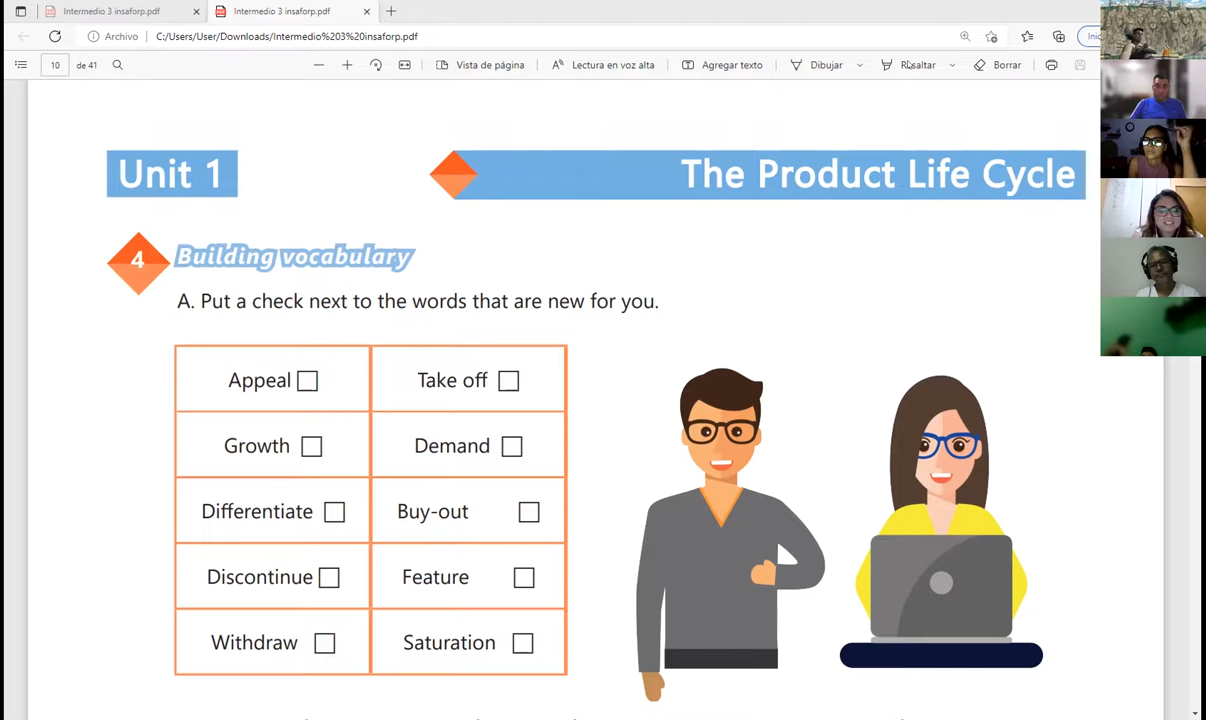 Intermedio 3 insaforp.pdf
Intermedio 3 insaforp.pdf
Archivo
C:/Users/User/Downloads/Intermedio%203%20insaforp.pdf
10 de 41
Vista de página
Lectura en voz alta
Agregar texto
Dibujar
Resaltar
Borrar
Unit 1
The Product Life Cycle
4 Building vocabulary
A. Put a check next to the words that are new for you.
Appeal
Take off
Growth
Demand
Differentiate
Buy-out
Discontinue
Feature
Withdraw
Saturation